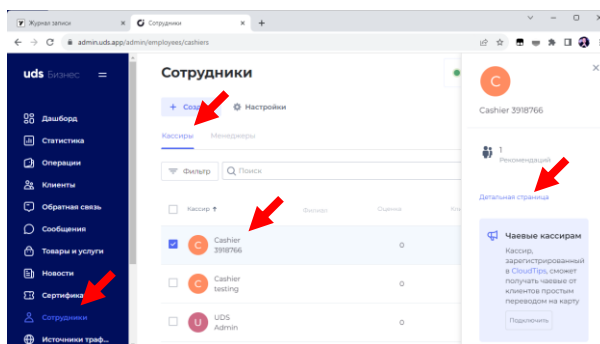 Журнал записи
Сотрудники
admin.uds.app/admin/employees/cashiers
uds Бизнес
Сотрудники
Настройки
Кассиры Менеджеры
Фильтр Поиск
Кассир Филиал Оценка
Cashier
3918766
0
Cashier
testing
0
UDS
Admin
0
Дашборд
Статистика
Операции
Клиенты
Обратная связь
Сообщения
Товары и услуги
Новости
Сертифика
Сотрудники
Источники траф...
C
Cashier 3918766
1
Рекомендаций
Детальная страница
Чаевые кассирам
Кассир,
зарегистрированный
в CloudTips, сможет
получать чаевые от
клиентов простым
переводом на карту
Подключить